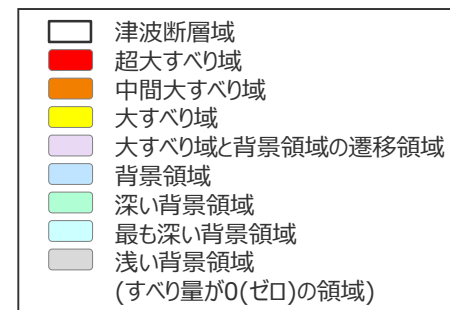 津波断層域
超大すべり域
中間大すべり域
大すべり域
大すべり域と背景領域の遷移領域
背景領域
深い背景領域
最も深い背景領域
浅い背景領域
(すべり量が0(ゼロ)の領域)